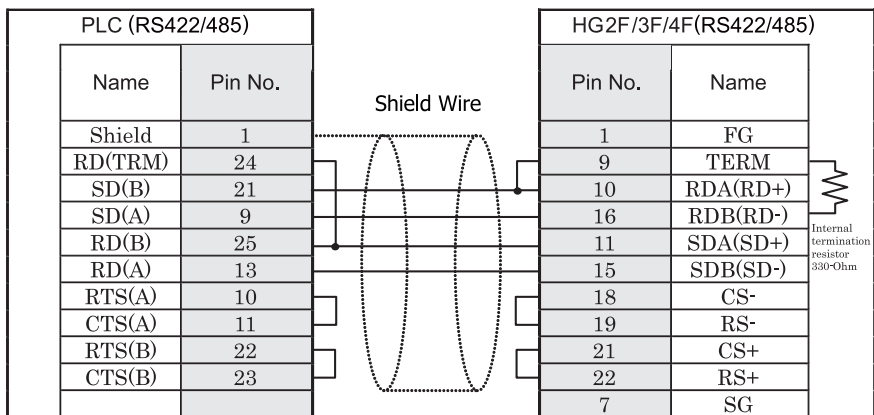 PLC (RS422/485) HG2F/3F/4F(RS422/485)
Name Pin No. Shield Wire Pin No. Name
Shield 1 1 FG
RD(TRM) 24 9 TERM
SD(B) 21 10 RDA(RD+)
SD(A) 9 16 RDB(RD-)
RD(B) 25 11 SDA(SD+)
RD(A) 13 15 SDB(SD-)
RTS(A) 10 18 CS-
CTS(A) 11 19 RS-
RTS(B) 22 21 CS+
CTS(B) 23 22 RS+
7 SG
Internal
termination
resistor
330-Ohm